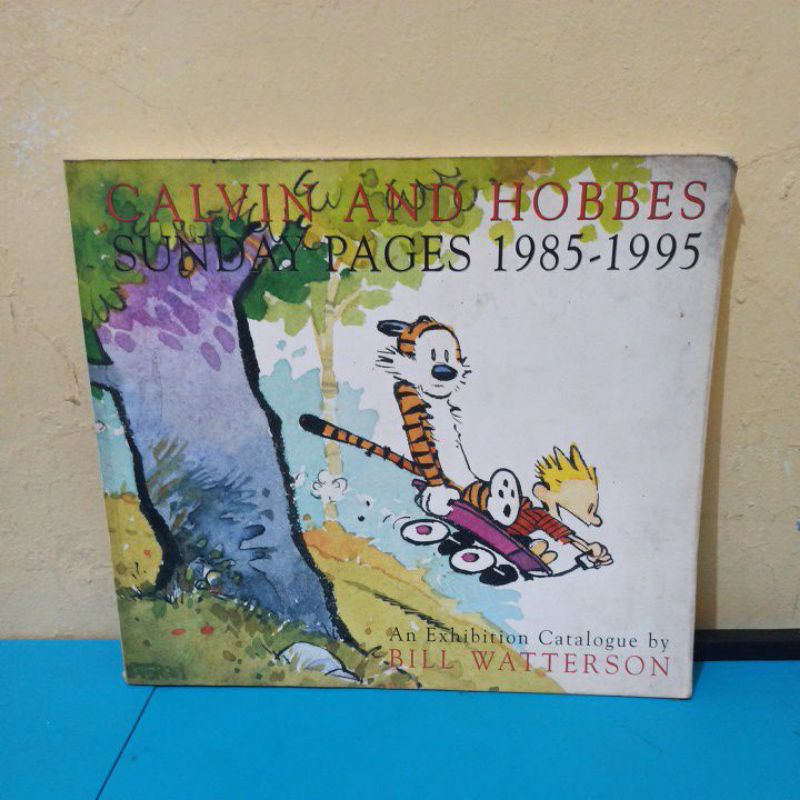 CALVIN AND HOBBES
SUNDAY PAGES 1985-1995
An Exhibition Catalogue by
BILL WATTERSON